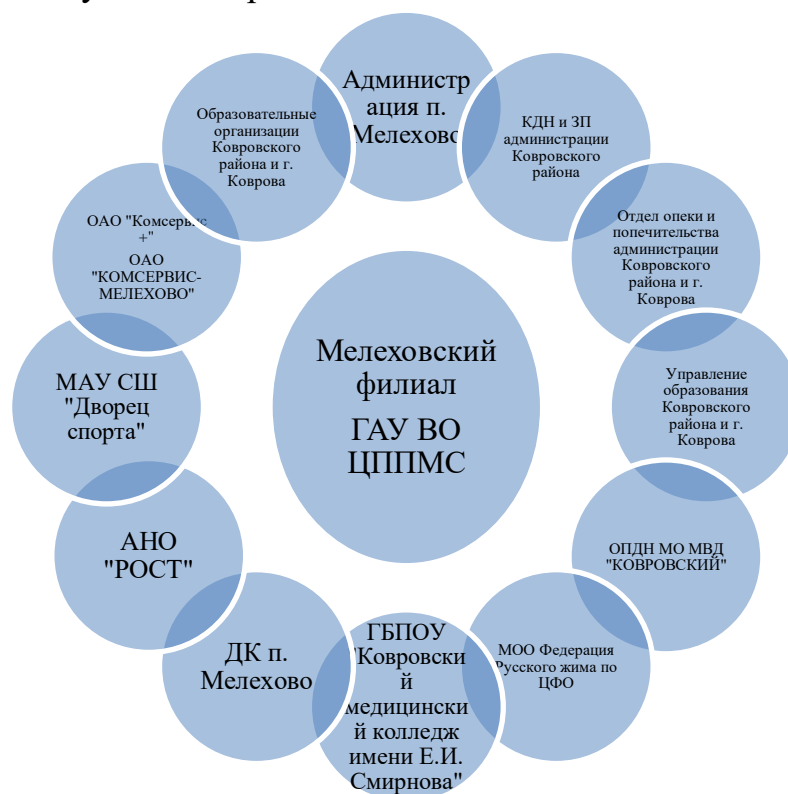 Администр
ация п.
Мелехово
КДН и ЗП
администрации
Ковровского
района
Отдел опеки и
попечительства
администрации
Ковровского
района и г.
Коврова
Управление
образования
Ковровского
района и г.
Коврова
ОПДН МО МВД
"КОВРОВСКИЙ"
МОО Федерация
Русского жима по
ЦФО
ГБПОУ
"Ковровски
й
медицински
й колледж
имени Е.И.
Смирнова"
ДК п.
Мелехово
АНО
"РОСТ"
МАУ СШ
"Дворец
спорта"
ОАО "Комсервис
+"
ОАО
"КОМСЕРВИС-
МЕЛЕХОВО"
Образовательные
организации
Ковровского
района и г.
Коврова
Мелеховский
филиал
ГАУ ВО
ЦППМС